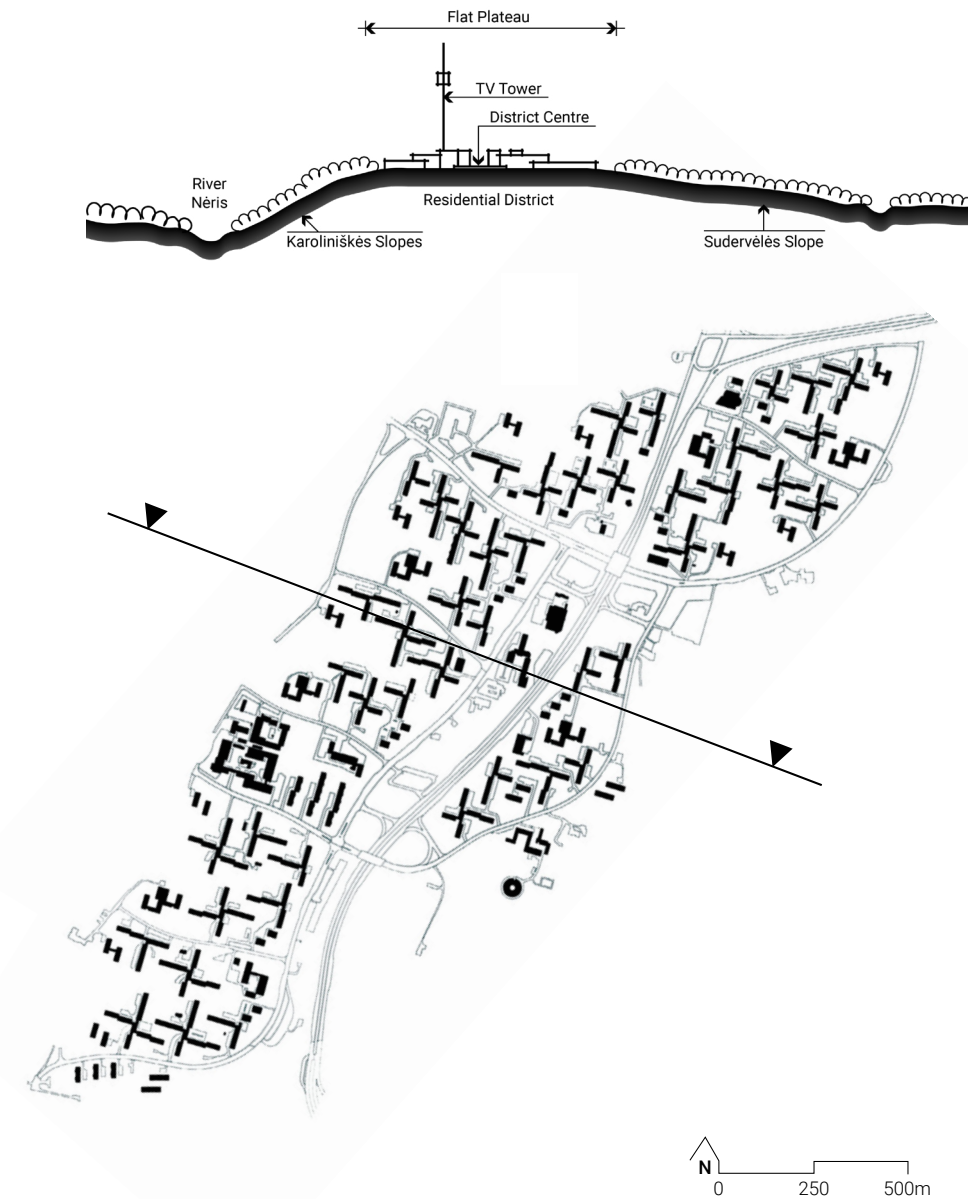 Flat Plateau
TV Tower
District Centre
River
Nėris
Residential District
Karoliniškės Slopes
Sudervėlės Slope
N
0 250 500m